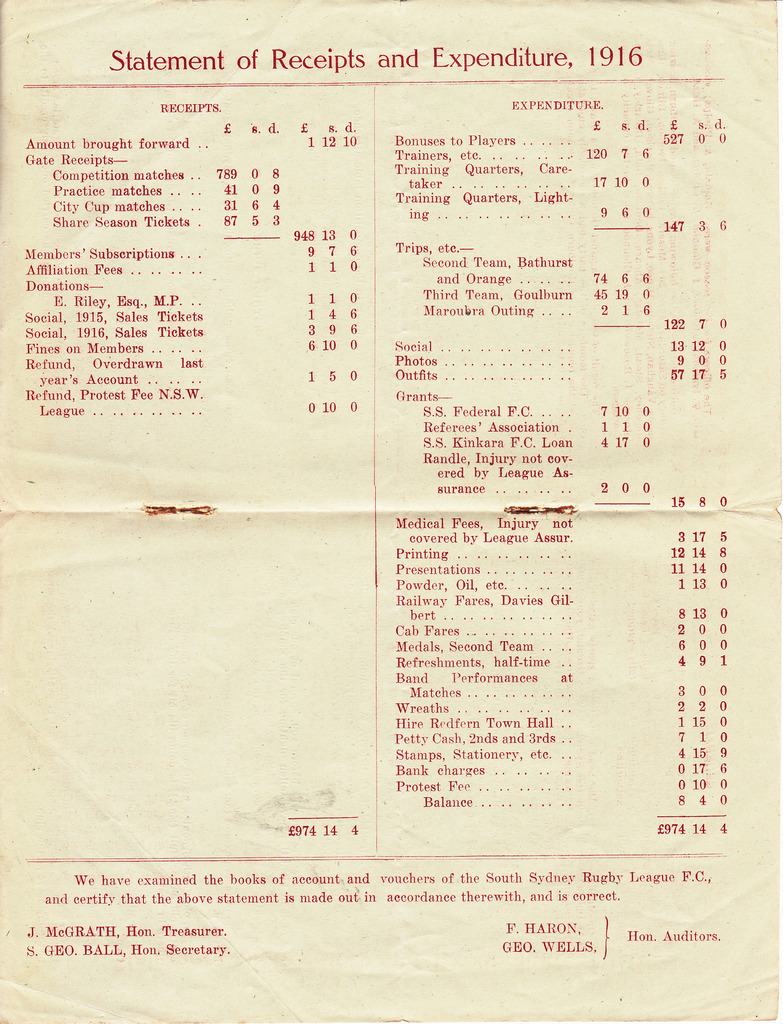 Statement of Receipts and Expenditure, 1916
RECEIPTS.
£ s. d. £ s. d.
Amount brought forward . . 1 12 10
Gate Receipts—
Competition matches . . 789 0 8
Practice matches . . . . 41 0 9
City Cup matches . . . . 31 6 4
Share Season Tickets . 87 5 3
948 13 0
Members' Subscriptions . . . 9 7 6
Affiliation Fees . . . . . . . . 1 1 0
Donations—
E. Riley, Esq., M.P. . . 1 1 0
Social, 1915, Sales Tickets 1 4 6
Social, 1916, Sales Tickets 3 9 6
Fines on Members . . . . . . 6 10 0
Refund, Overdrawn last
year's Account . . . . . . 1 5 0
Refund, Protest Fee N.S.W.
League . . . . . . . . . . . 0 10 0
£974 14 4
EXPENDITURE.
£ s. d. £ s. d.
Bonuses to Players . . . . . . 527 0 0
Trainers, etc. . . . . . . . . . 120 7 6
Training Quarters, Care-
taker . . . . . . . . . . . . 17 10 0
Training Quarters, Light-
ing . . . . . . . . . . . . . 9 6 0
147 3 6
Trips, etc.—
Second Team, Bathurst
and Orange . . . . . . 74 6 6
Third Team, Goulburn 45 19 0
Maroubra Outing . . . . 2 1 6
122 7 0
Social . . . . . . . . . . . . . 13 12 0
Photos . . . . . . . . . . . . . 9 0 0
Outfits . . . . . . . . . . . . . 57 17 5
Grants—
S.S. Federal F.C. . . . . 7 10 0
Referees' Association . 1 1 0
S.S. Kinkara F.C. Loan 4 17 0
Randle, Injury not cov-
ered by League As-
surance . . . . . . . . 2 0 0
15 8 0
Medical Fees, Injury not
covered by League Assur. 3 17 5
Printing . . . . . . . . . . . 12 14 8
Presentations . . . . . . . . . 11 14 0
Powder, Oil, etc. . . . . . . 1 13 0
Railway Fares, Davies Gil-
bert . . . . . . . . . . . . . 8 13 0
Cab Fares . . . . . . . . . . . 2 0 0
Medals, Second Team . . . . 6 0 0
Refreshments, half-time . . 4 9 1
Band Performances at
Matches . . . . . . . . . . . 3 0 0
Wreaths . . . . . . . . . . . . 2 2 0
Hire Redfern Town Hall . . 1 15 0
Petty Cash, 2nds and 3rds . . 7 1 0
Stamps, Stationery, etc. . . . 4 15 9
Bank charges . . . . . . . . 0 17 6
Protest Fee . . . . . . . . . . 0 10 0
Balance . . . . . . . . . . 8 4 0
£974 14 4
We have examined the books of account and vouchers of the South Sydney Rugby League F.C.,
and certify that the above statement is made out in accordance therewith, and is correct.
J. McGRATH, Hon. Treasurer.
S. GEO. BALL, Hon. Secretary.
F. HARON,
GEO. WELLS,
Hon. Auditors.